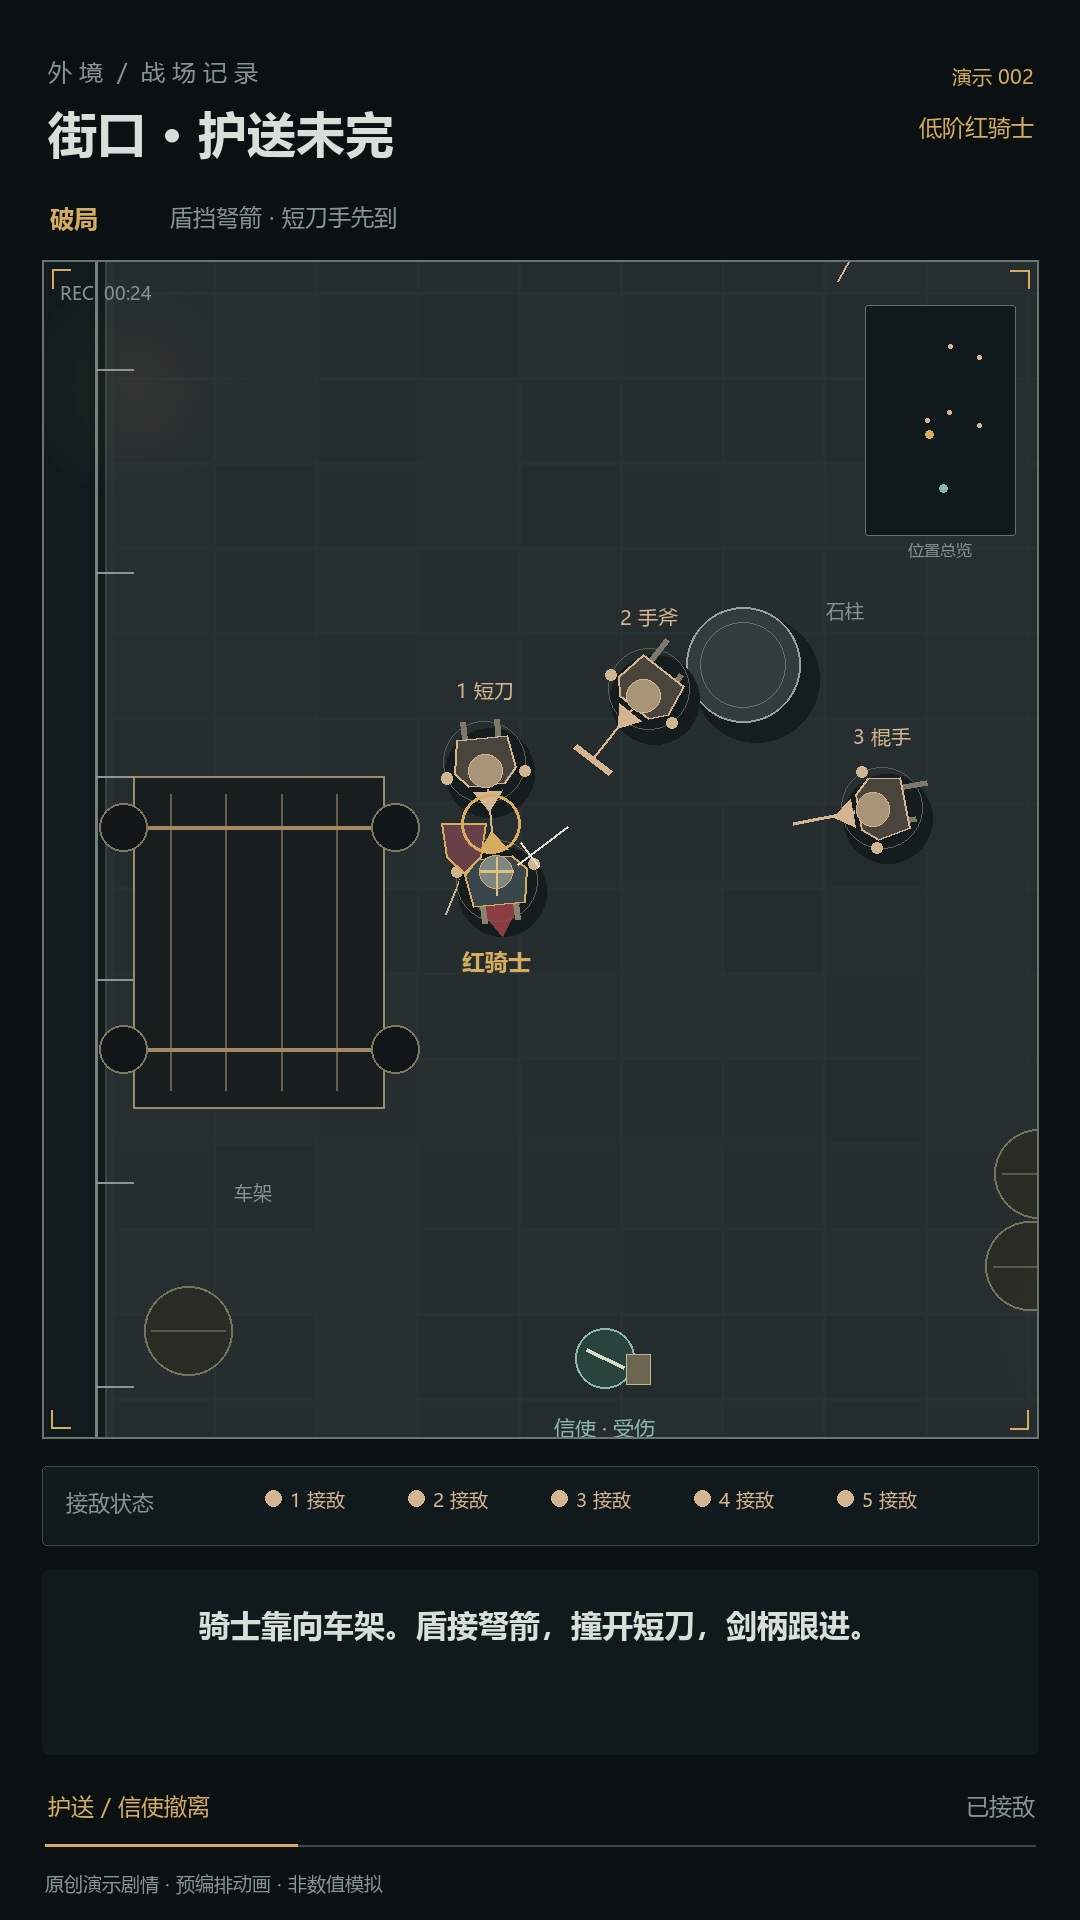 外境 / 战场记录
演示 002
街口·护送未完
低阶红骑士
破局
盾挡弩箭 · 短刀手先到
REC 00:24
位置总览
2 手斧
石柱
1 短刀
3 棍手
红骑士
车架
信使 · 受伤
接敌状态
1 接敌
2 接敌
3 接敌
4 接敌
5 接敌
骑士靠向车架。盾接弩箭，撞开短刀，剑柄跟进。
护送 / 信使撤离
已接敌
原创演示剧情 · 预编排动画 · 非数值模拟